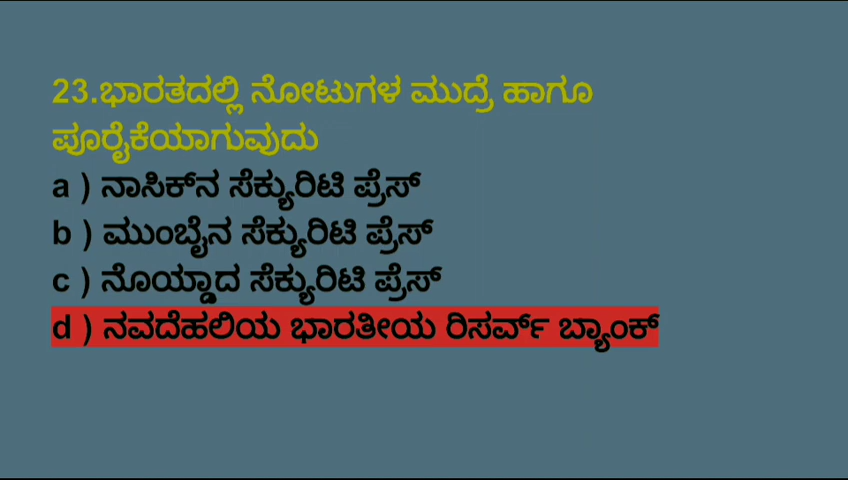 23.ಭಾರತದಲ್ಲಿ ನೋಟುಗಳ ಮುದ್ರೆ ಹಾಗೂ
ಪೂರೈಕೆಯಾಗುವುದು
a ) ನಾಸಿಕ್‌ನ ಸೆಕ್ಯುರಿಟಿ ಪ್ರೆಸ್
b ) ಮುಂಬೈನ ಸೆಕ್ಯುರಿಟಿ ಪ್ರೆಸ್
c ) ನೊಯ್ಡಾದ ಸೆಕ್ಯುರಿಟಿ ಪ್ರೆಸ್
d ) ನವದೆಹಲಿಯ ಭಾರತೀಯ ರಿಸರ್ವ್ ಬ್ಯಾಂಕ್